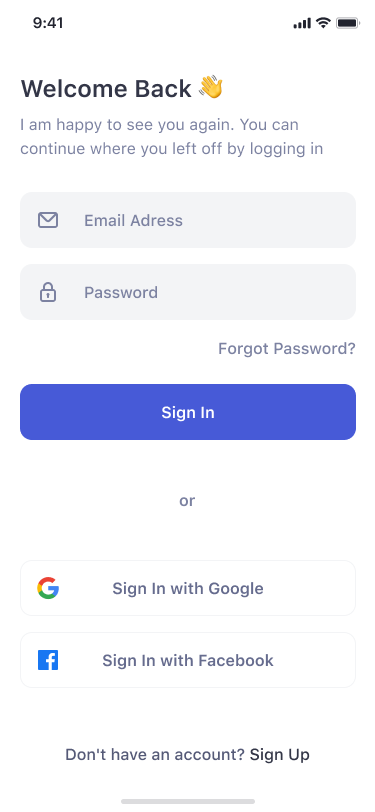 9:41
Welcome Back 👋
I am happy to see you again. You can
continue where you left off by logging in
Email Adress
Password
Forgot Password?
Sign In
or
Sign In with Google
Sign In with Facebook
Don't have an account? Sign Up